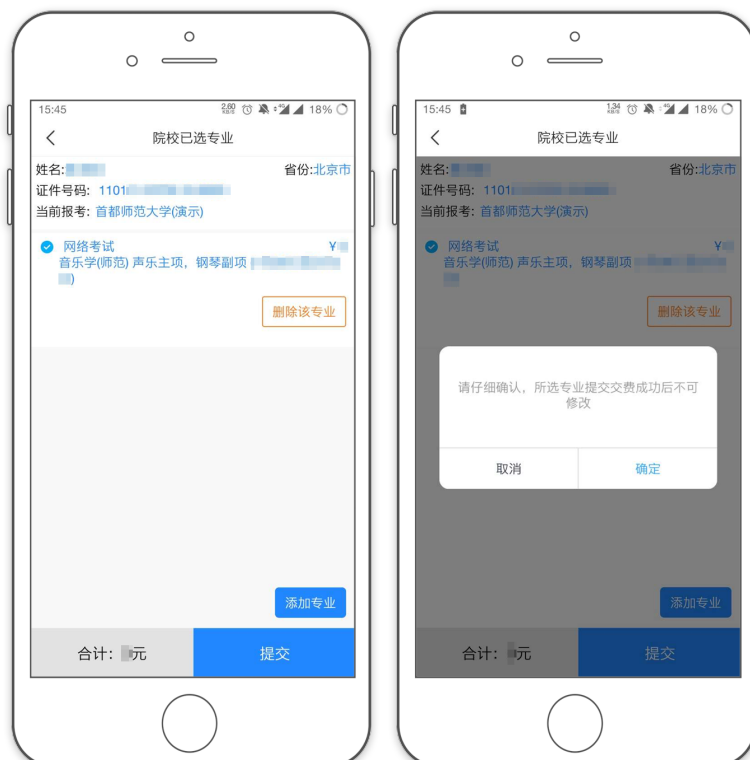 15:45
2.60 KB/S 4G 18%
院校已选专业
姓名:
省份:北京市
证件号码: 1101
当前报考: 首都师范大学(演示)
网络考试
¥
音乐学(师范) 声乐主项, 钢琴副项 (
)
删除该专业
添加专业
合计: 元
提交
15:45
1.34 KB/S 4G 18%
院校已选专业
姓名:
省份:北京市
证件号码: 1101
当前报考: 首都师范大学(演示)
网络考试
¥
音乐学(师范) 声乐主项, 钢琴副项
删除该专业
请仔细确认, 所选专业提交交费成功后不可
修改
取消
确定
添加专业
合计: 元
提交